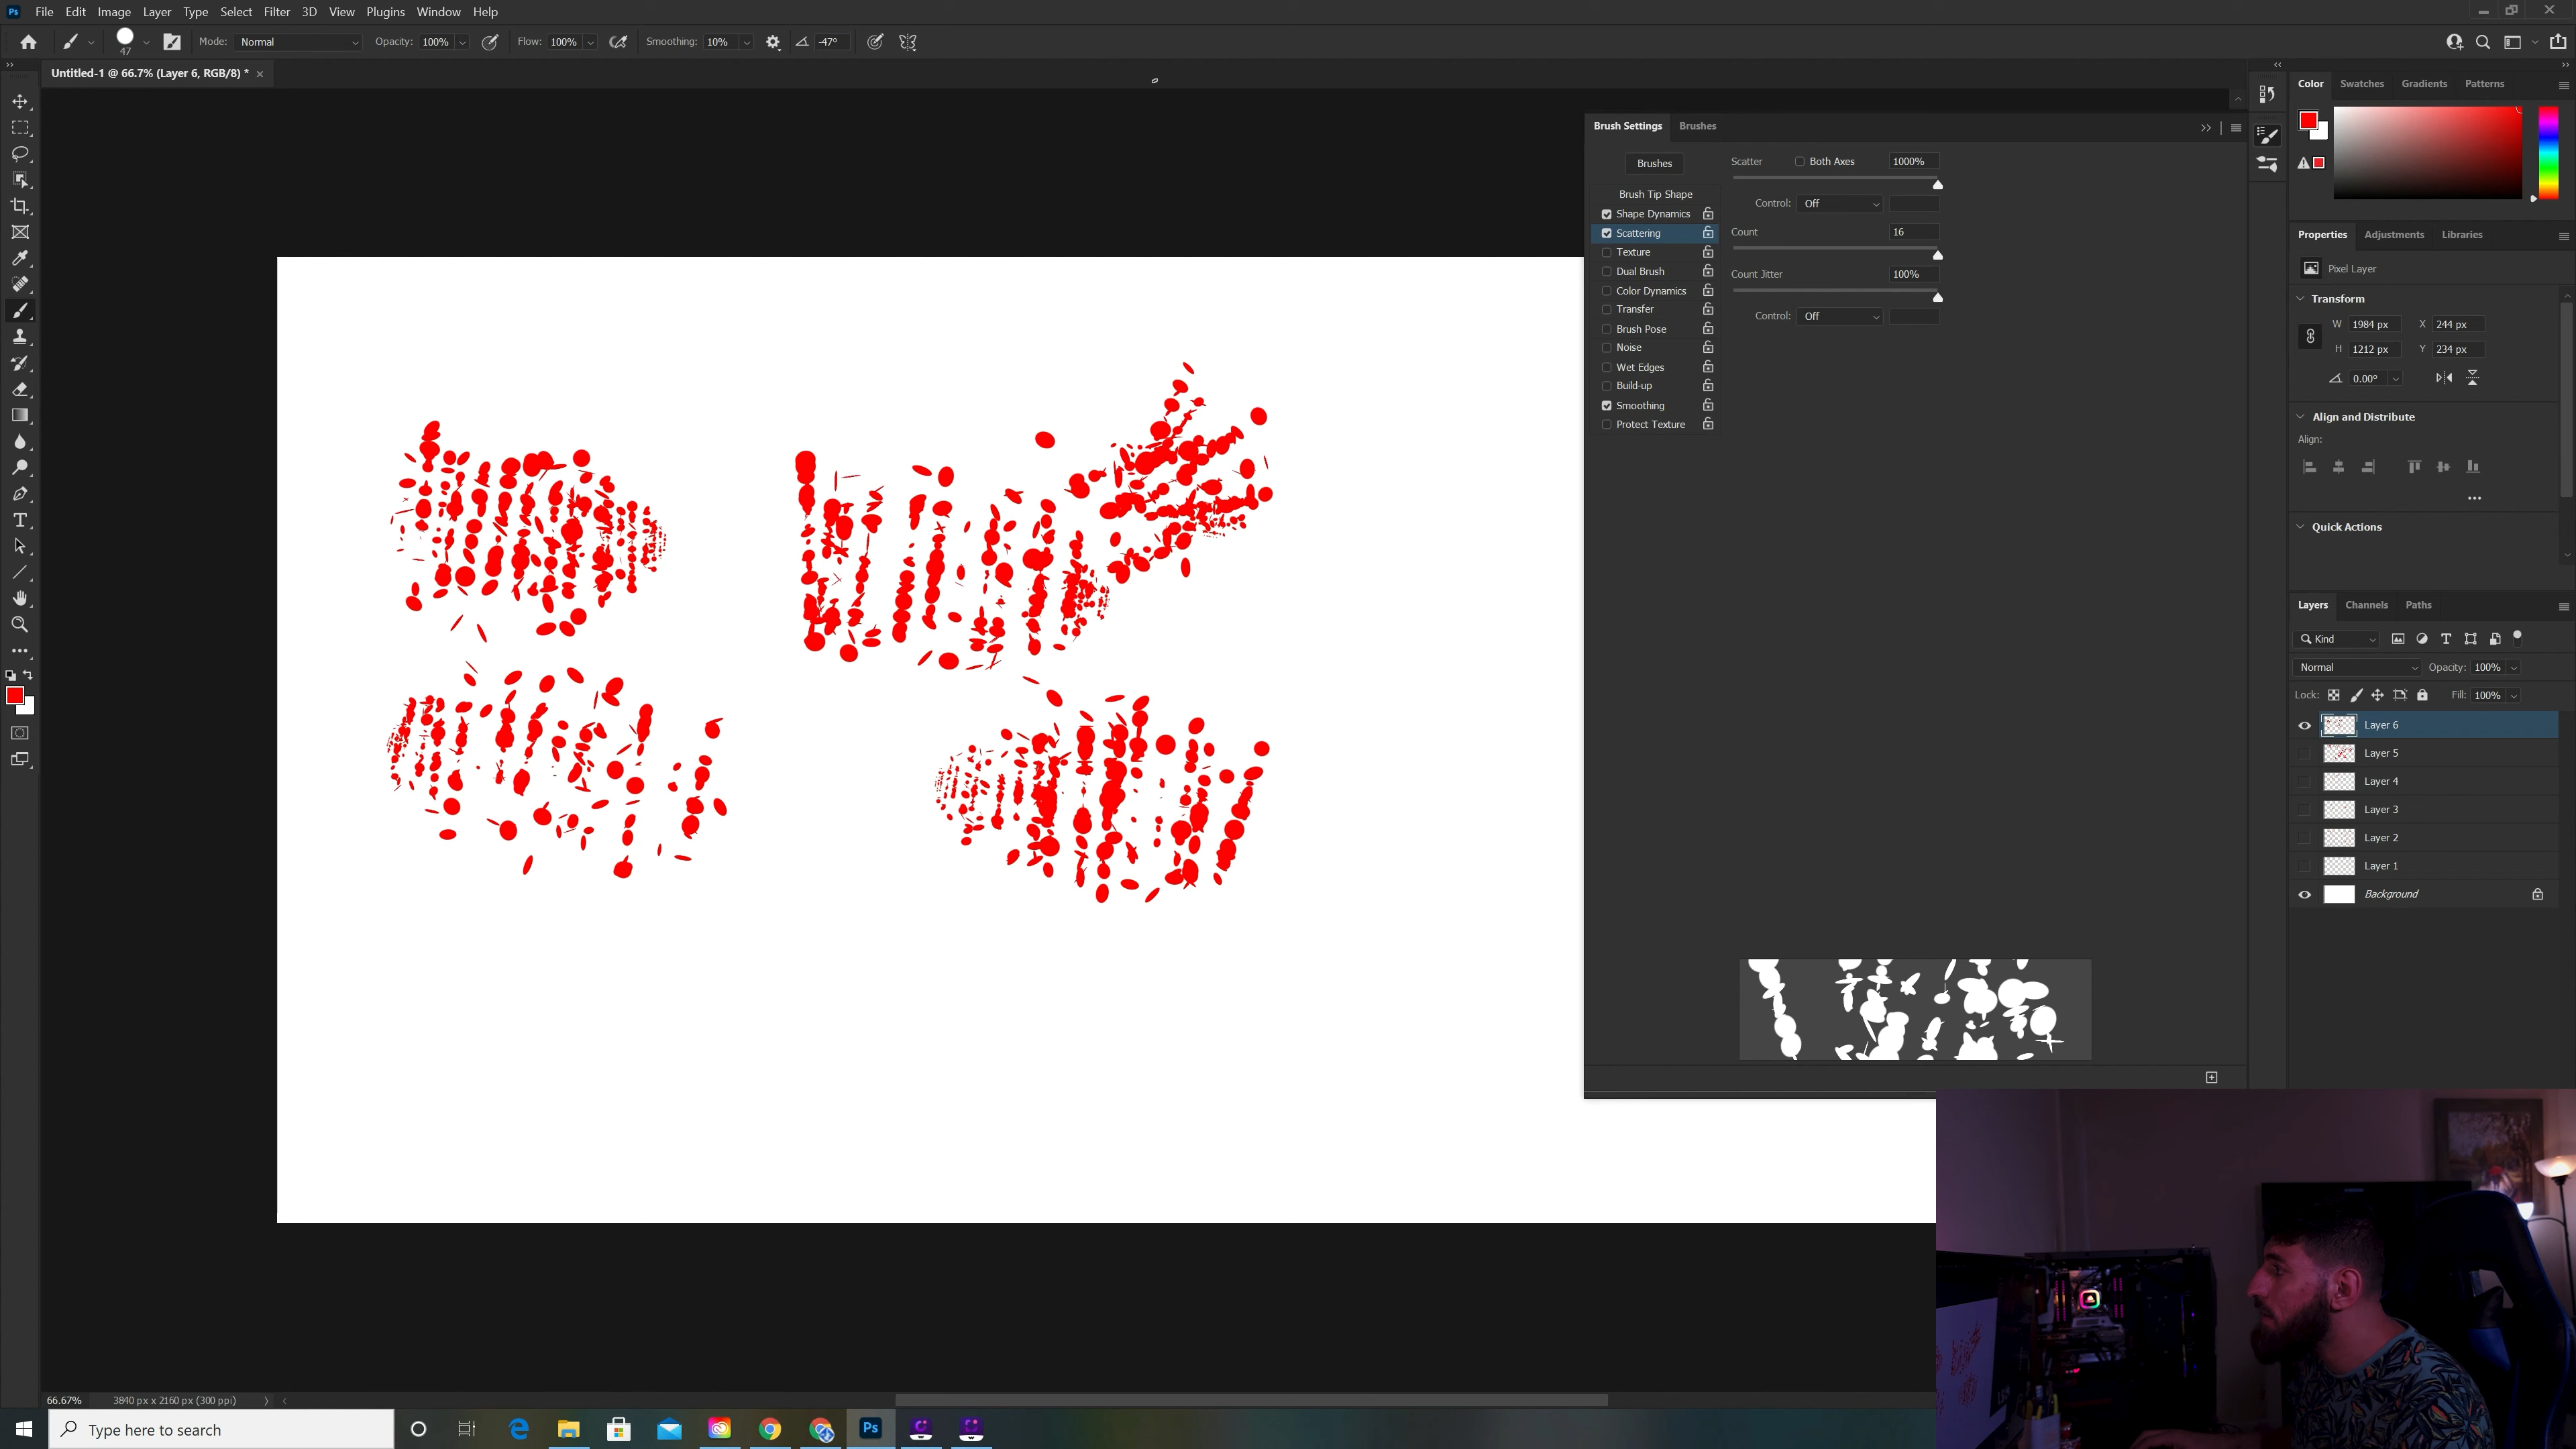 Ps File Edit Image Layer Type Select Filter 3D View Plugins Window Help
47 Mode: Normal Opacity: 100% Flow: 100% Smoothing: 10% -47°
Untitled-1 @ 66.7% (Layer 6, RGB/8) * ×
Brush Settings Brushes
Brushes
Scatter Both Axes 1000%
Brush Tip Shape
Control: Off
Shape Dynamics
Scattering
Count 16
Texture
Dual Brush
Count Jitter 100%
Color Dynamics
Transfer
Control: Off
Brush Pose
Noise
Wet Edges
Build-up
Smoothing
Protect Texture
Color Swatches Gradients Patterns
Properties Adjustments Libraries
Pixel Layer
Transform
W 1984 px X 244 px
H 1212 px Y 234 px
0.00°
Align and Distribute
Align:
Quick Actions
Layers Channels Paths
Kind
Normal Opacity: 100%
Lock: Fill: 100%
Layer 6
Layer 5
Layer 4
Layer 3
Layer 2
Layer 1
Background
66.67% 3840 px x 2160 px (300 ppi)
Type here to search
Ps